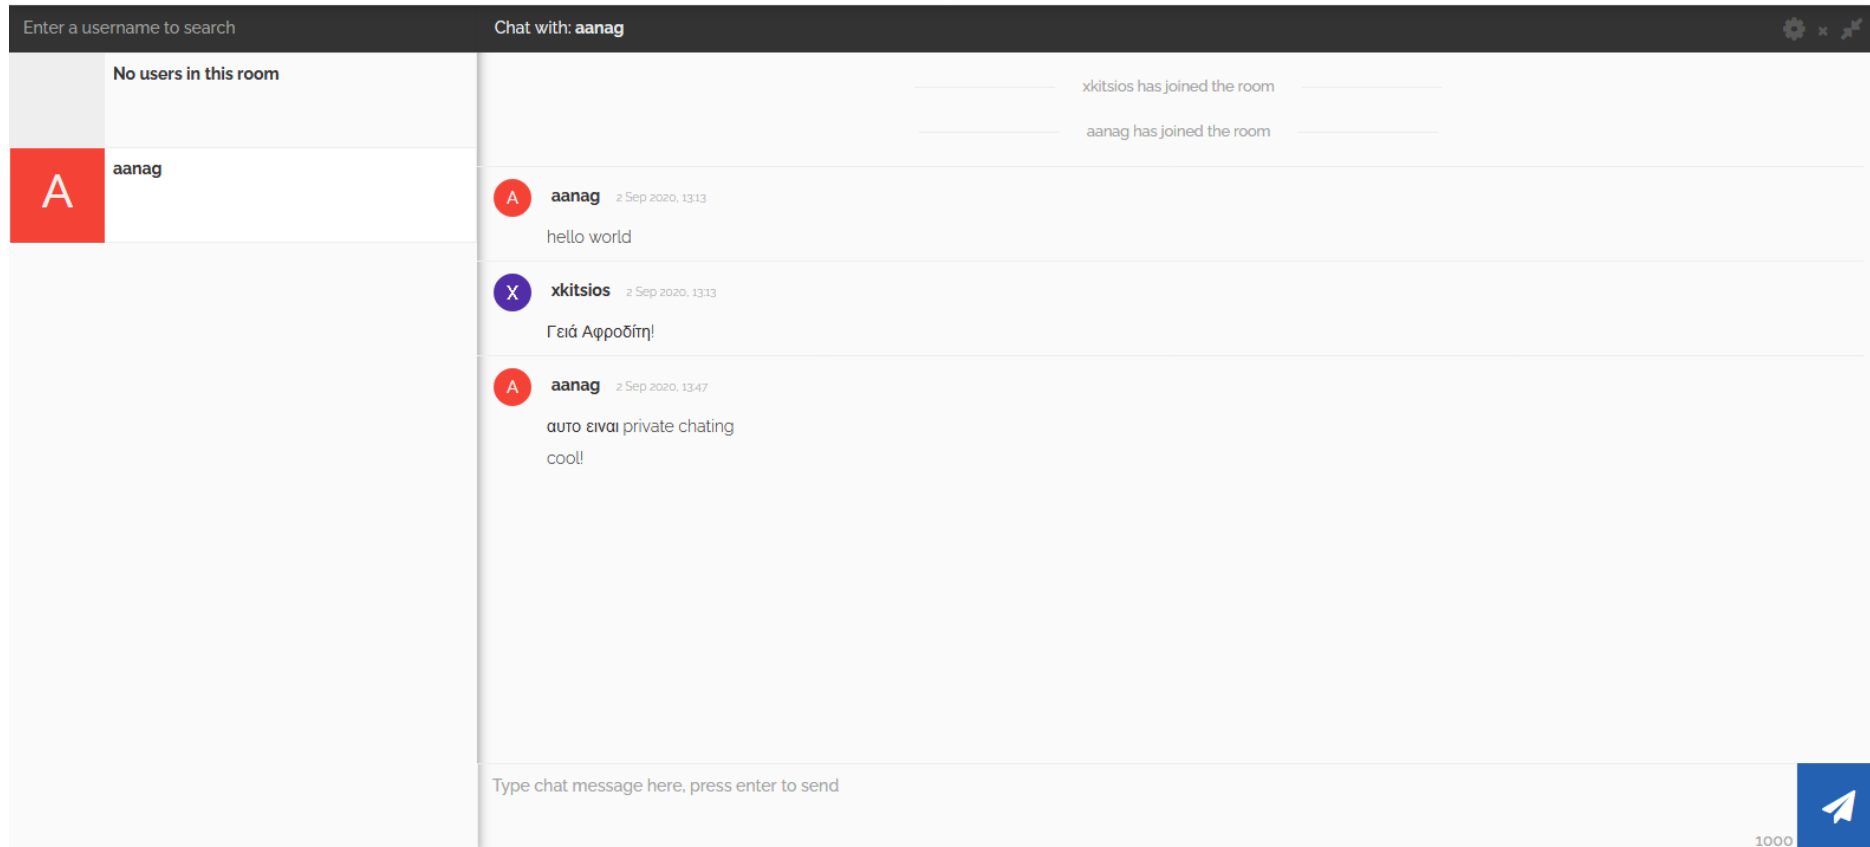 Enter a username to search
Chat with: aanag
No users in this room
A
aanag
xkitsios has joined the room
aanag has joined the room
A aanag 2 Sep 2020, 13:13
hello world
X xkitsios 2 Sep 2020, 13:13
Γειά Αφροδίτη!
A aanag 2 Sep 2020, 13:47
αυτο ειναι private chating
cool!
Type chat message here, press enter to send
1000